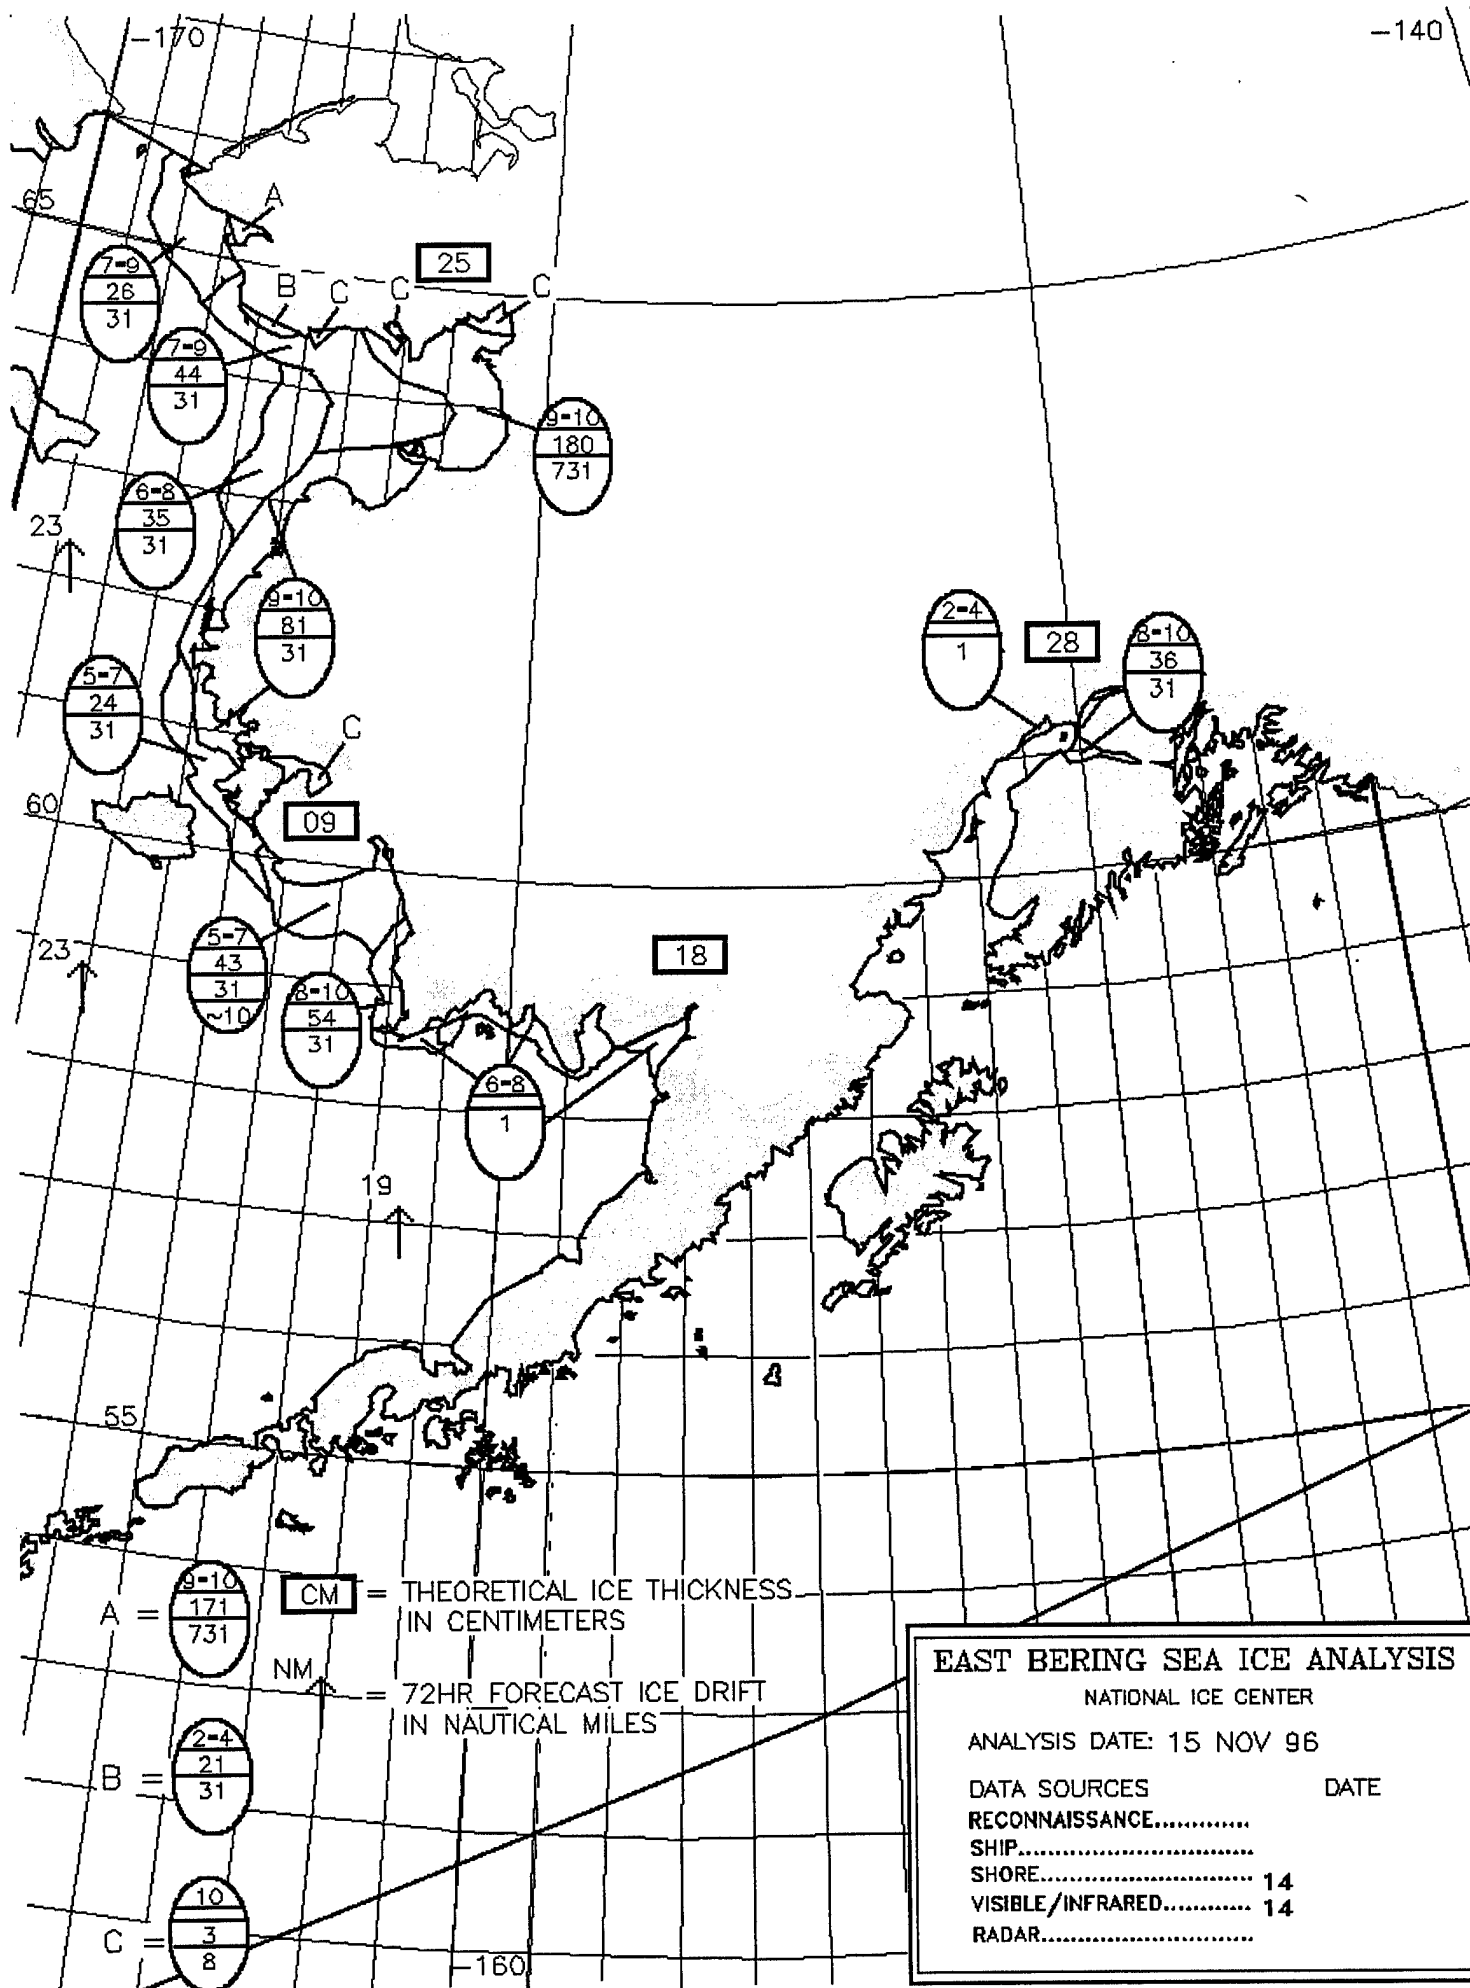 -170
-140
65
A
25
7-9
26
31
B
C
C
C
7-9
44
31
9-10
180
731
6-8
35
31
23
9-10
81
31
2-4
1
28
8-10
36
31
5-7
24
31
C
60
09
5-7
43
31
~10
23
18
8-10
54
31
6-8
1
19
55
A =
9-10
171
731
CM = THEORETICAL ICE THICKNESS
IN CENTIMETERS
NM
= 72HR FORECAST ICE DRIFT
IN NAUTICAL MILES
B =
2-4
21
31
C =
10
3
8
-160
EAST BERING SEA ICE ANALYSIS
NATIONAL ICE CENTER
ANALYSIS DATE: 15 NOV 96
DATA SOURCES DATE
RECONNAISSANCE.............
SHIP...............................
SHORE............................ 14
VISIBLE/INFRARED............ 14
RADAR............................